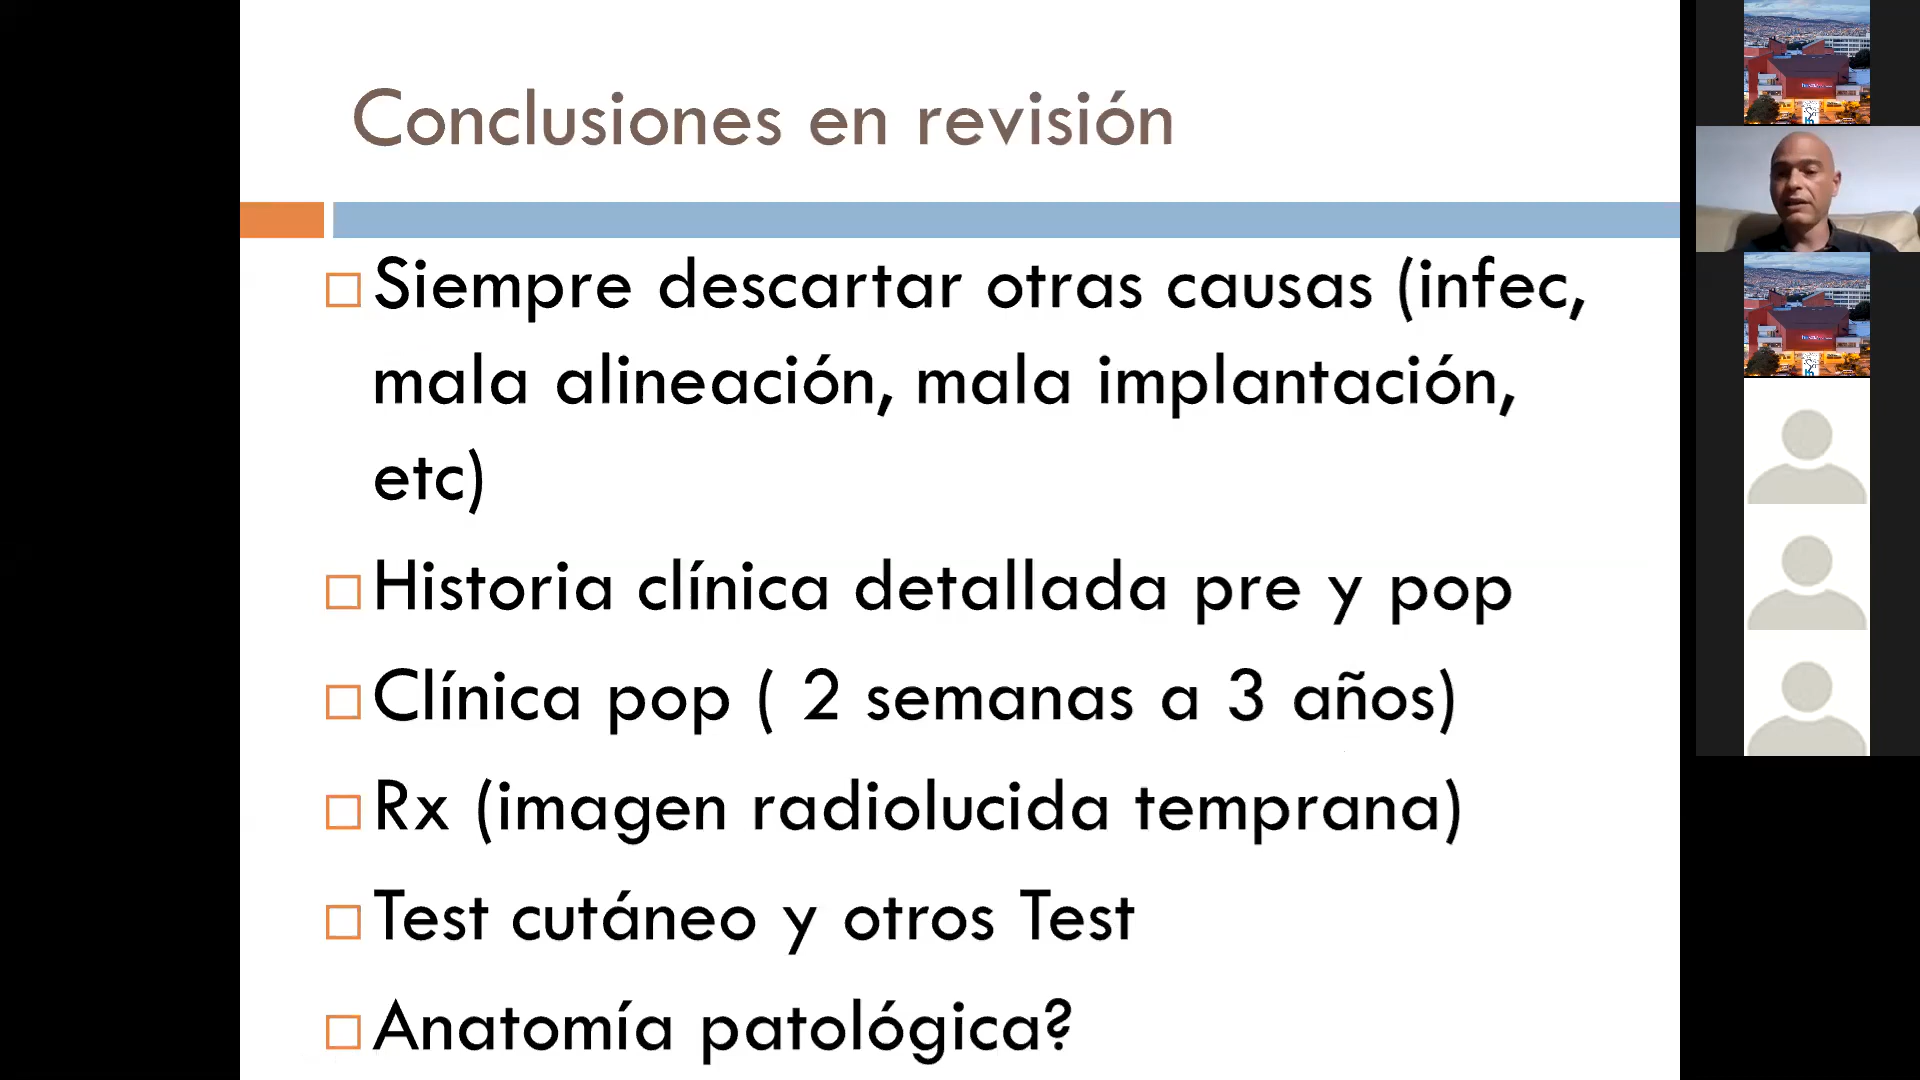 Conclusiones en revisión
Siempre descartar otras causas (infec,
mala alineación, mala implantación,
etc)
Historia clínica detallada pre y pop
Clínica pop ( 2 semanas a 3 años)
Rx (imagen radiolucida temprana)
Test cutáneo y otros Test
Anatomía patológica?